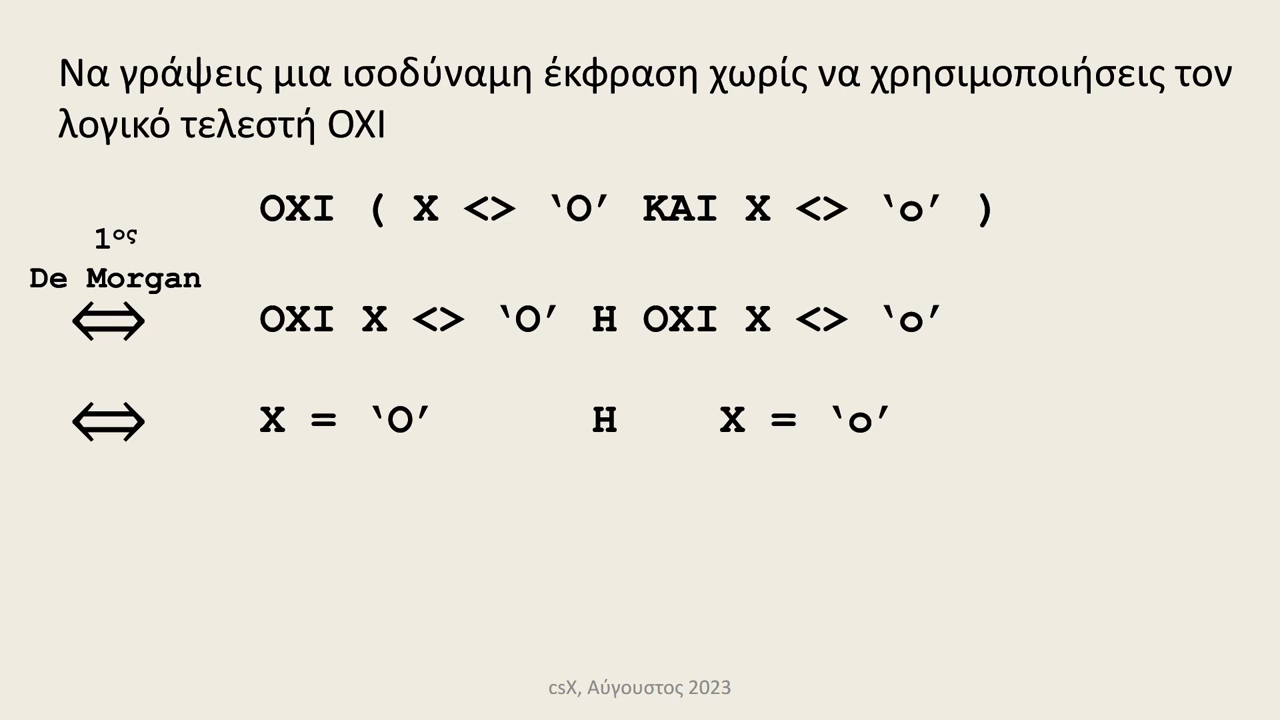 Να γράψεις μια ισοδύναμη έκφραση χωρίς να χρησιμοποιήσεις τον
λογικό τελεστή ΟΧΙ
ΟΧΙ ( Χ <> ‘Ο’ ΚΑΙ Χ <> ‘ο’ )
1ος
De Morgan
⇔ ΟΧΙ Χ <> ‘Ο’ Η ΟΧΙ Χ <> ‘ο’
⇔ Χ = ‘Ο’ Η Χ = ‘ο’
csX, Αύγουστος 2023